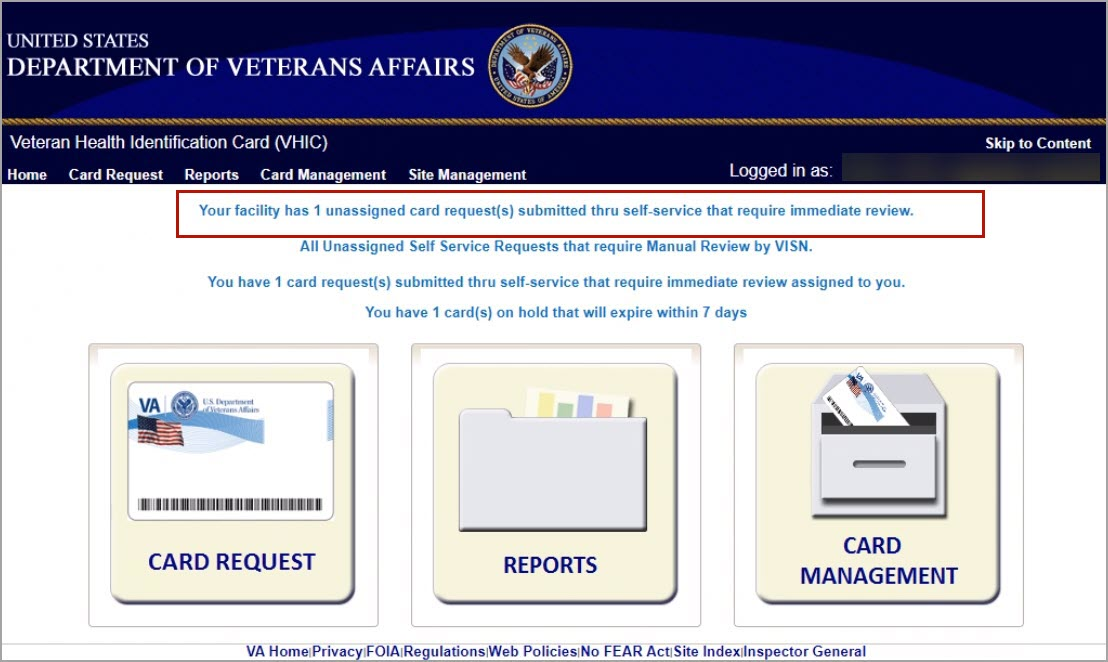 UNITED STATES
DEPARTMENT OF VETERANS AFFAIRS
Veteran Health Identification Card (VHIC)
Skip to Content
Home Card Request Reports Card Management Site Management
Logged in as:
Your facility has 1 unassigned card request(s) submitted thru self-service that require immediate review.
All Unassigned Self Service Requests that require Manual Review by VISN.
You have 1 card request(s) submitted thru self-service that require immediate review assigned to you.
You have 1 card(s) on hold that will expire within 7 days
VA
U.S. Department
of Veterans Affairs
CARD REQUEST
REPORTS
VA
CARD
MANAGEMENT
VA Home|Privacy|FOIA|Regulations|Web Policies|No FEAR Act|Site Index|Inspector General